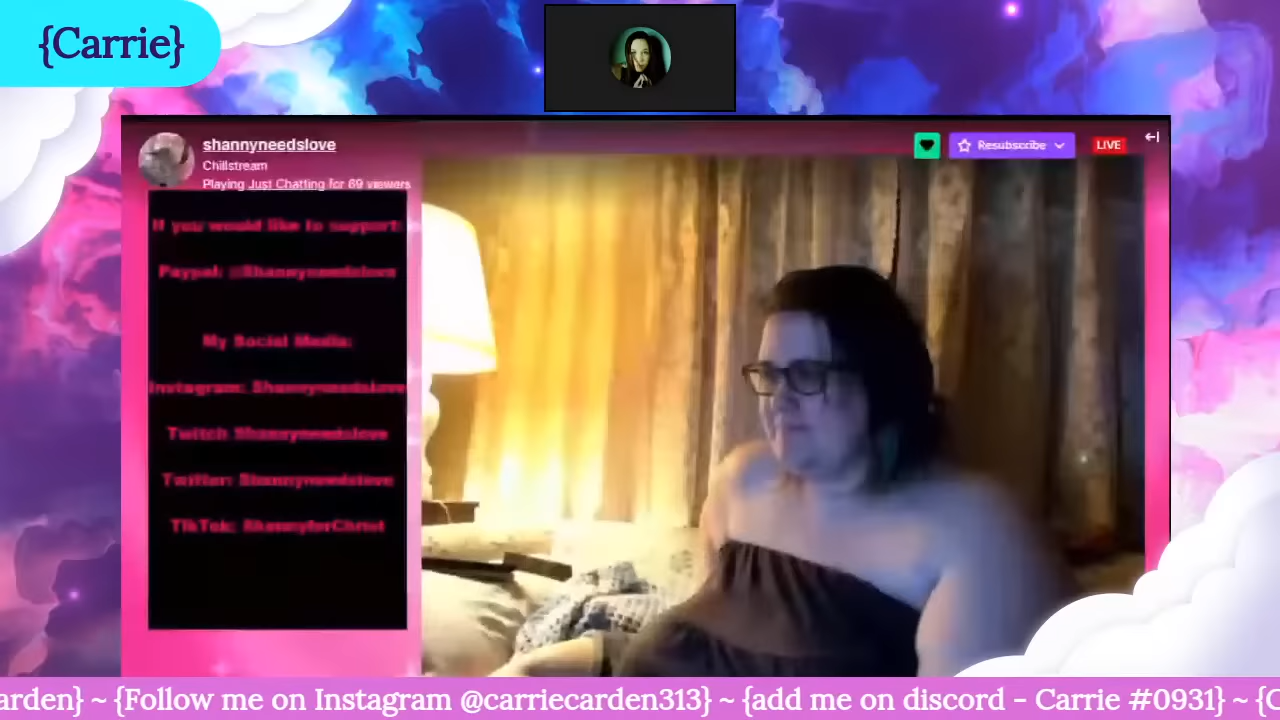 {Carrie}
shannyneedslove
Chillstream
Playing Just Chatting for 69 viewers
Resubscribe
LIVE
If you would like to support:
Paypal: @Shannyneedslove
My Social Media:
Instagram: Shannyneedslove
Twitch Shannyneedslove
Twitter: Shannyneedslove
TikTok: ShannyforChrist
arden} ~ {Follow me on Instagram @carriecarden313} ~ {add me on discord - Carrie #0931} ~ {C